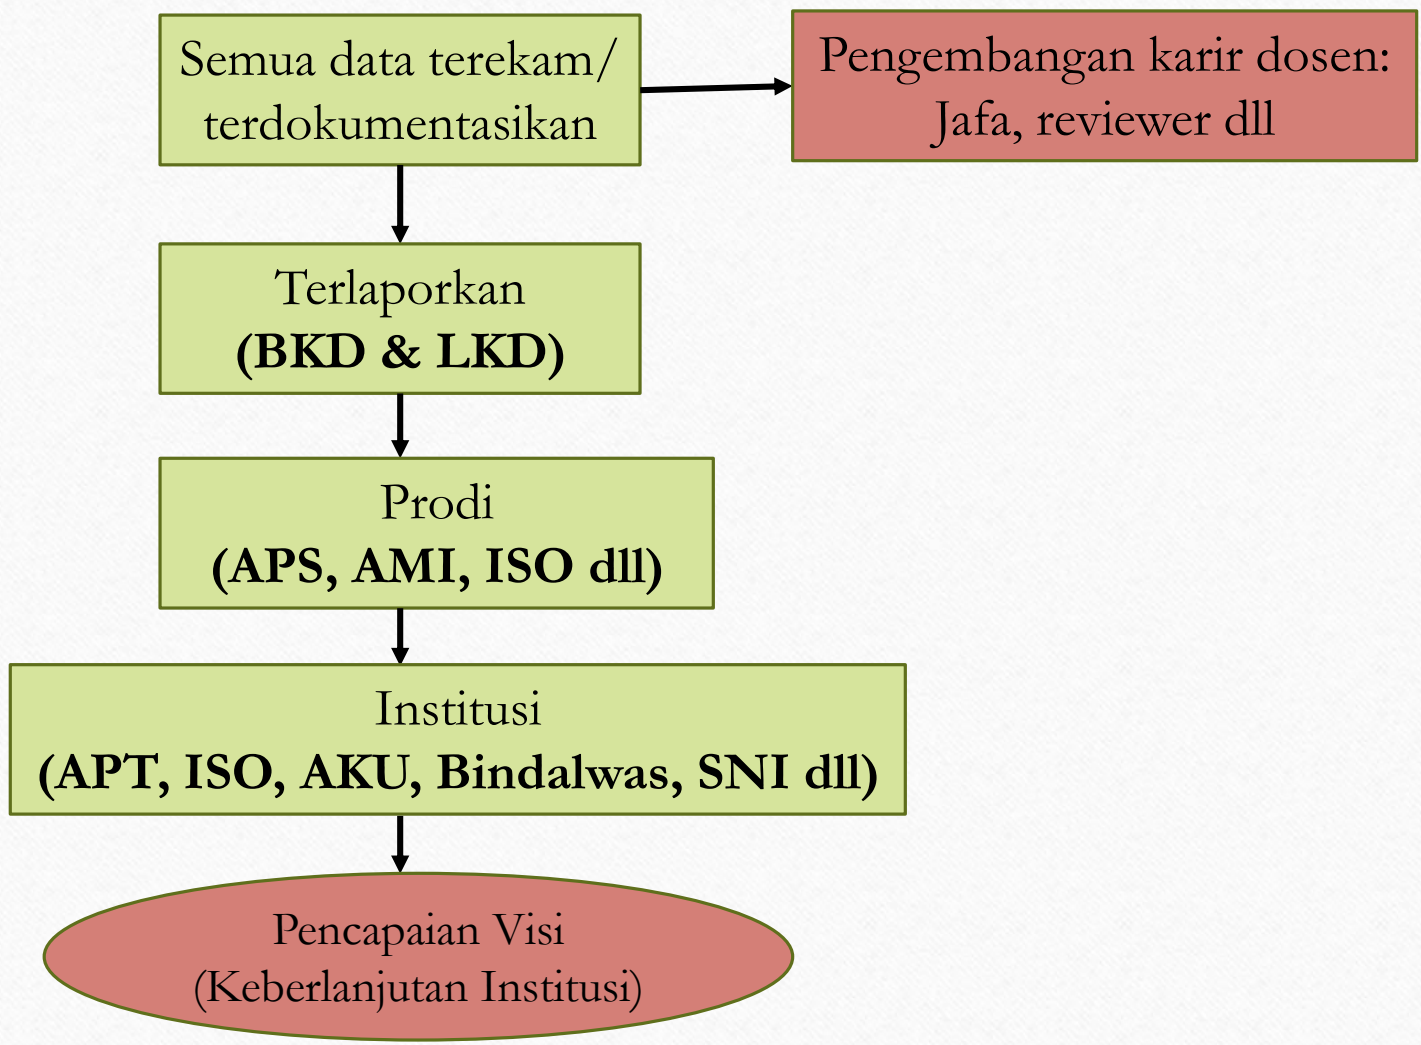 Semua data terekam/
terdokumentasikan
Pengembangan karir dosen:
Jafa, reviewer dll
Terlaporkan
(BKD & LKD)
Prodi
(APS, AMI, ISO dll)
Institusi
(APT, ISO, AKU, Bindalwas, SNI dll)
Pencapaian Visi
(Keberlanjutan Institusi)